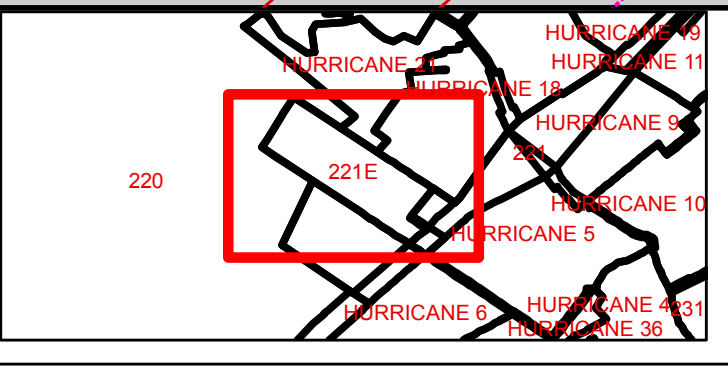 HURRICANE 19
HURRICANE 21
HURRICANE 11
HURRICANE 18
HURRICANE 9
221
221E
220
HURRICANE 10
HURRICANE 5
HURRICANE 4
231
HURRICANE 6
HURRICANE 36